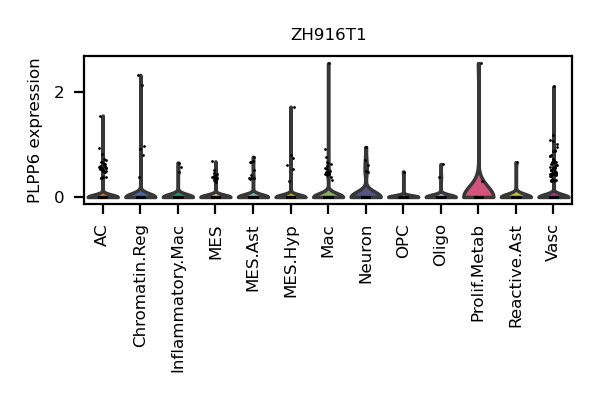 ZH916T1
PLPP6 expression
2
0
AC
Chromatin.Reg
Inflammatory.Mac
MES
MES.Ast
MES.Hyp
Mac
Neuron
OPC
Oligo
Prolif.Metab
Reactive.Ast
Vasc